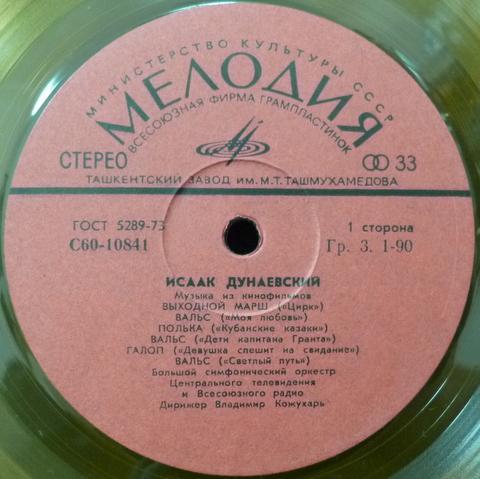 МИНИСТЕРСТВО КУЛЬТУРЫ СССР
МЕЛОДИЯ
ВСЕСОЮЗНАЯ ФИРМА ГРАМПЛАСТИНОК
СТЕРЕО
33
ТАШКЕНТСКИЙ ЗАВОД ИМ. М.Т. ТАШМУХАМЕДОВА
ГОСТ 5289-73
1 сторона
С60-10841
Гр. 3. 1-90
ИСААК ДУНАЕВСКИЙ
Музыка из кинофильмов
ВЫХОДНОЙ МАРШ («Цирк»)
ВАЛЬС («Моя любовь»)
ПОЛЬКА («Кубанские казаки»)
ВАЛЬС («Дети капитана Гранта»)
ГАЛОП («Девушка спешит на свидание»)
ВАЛЬС («Светлый путь»)
Большой симфонический оркестр
Центрального телевидения
и Всесоюзного радио
Дирижер Владимир Кожухарь